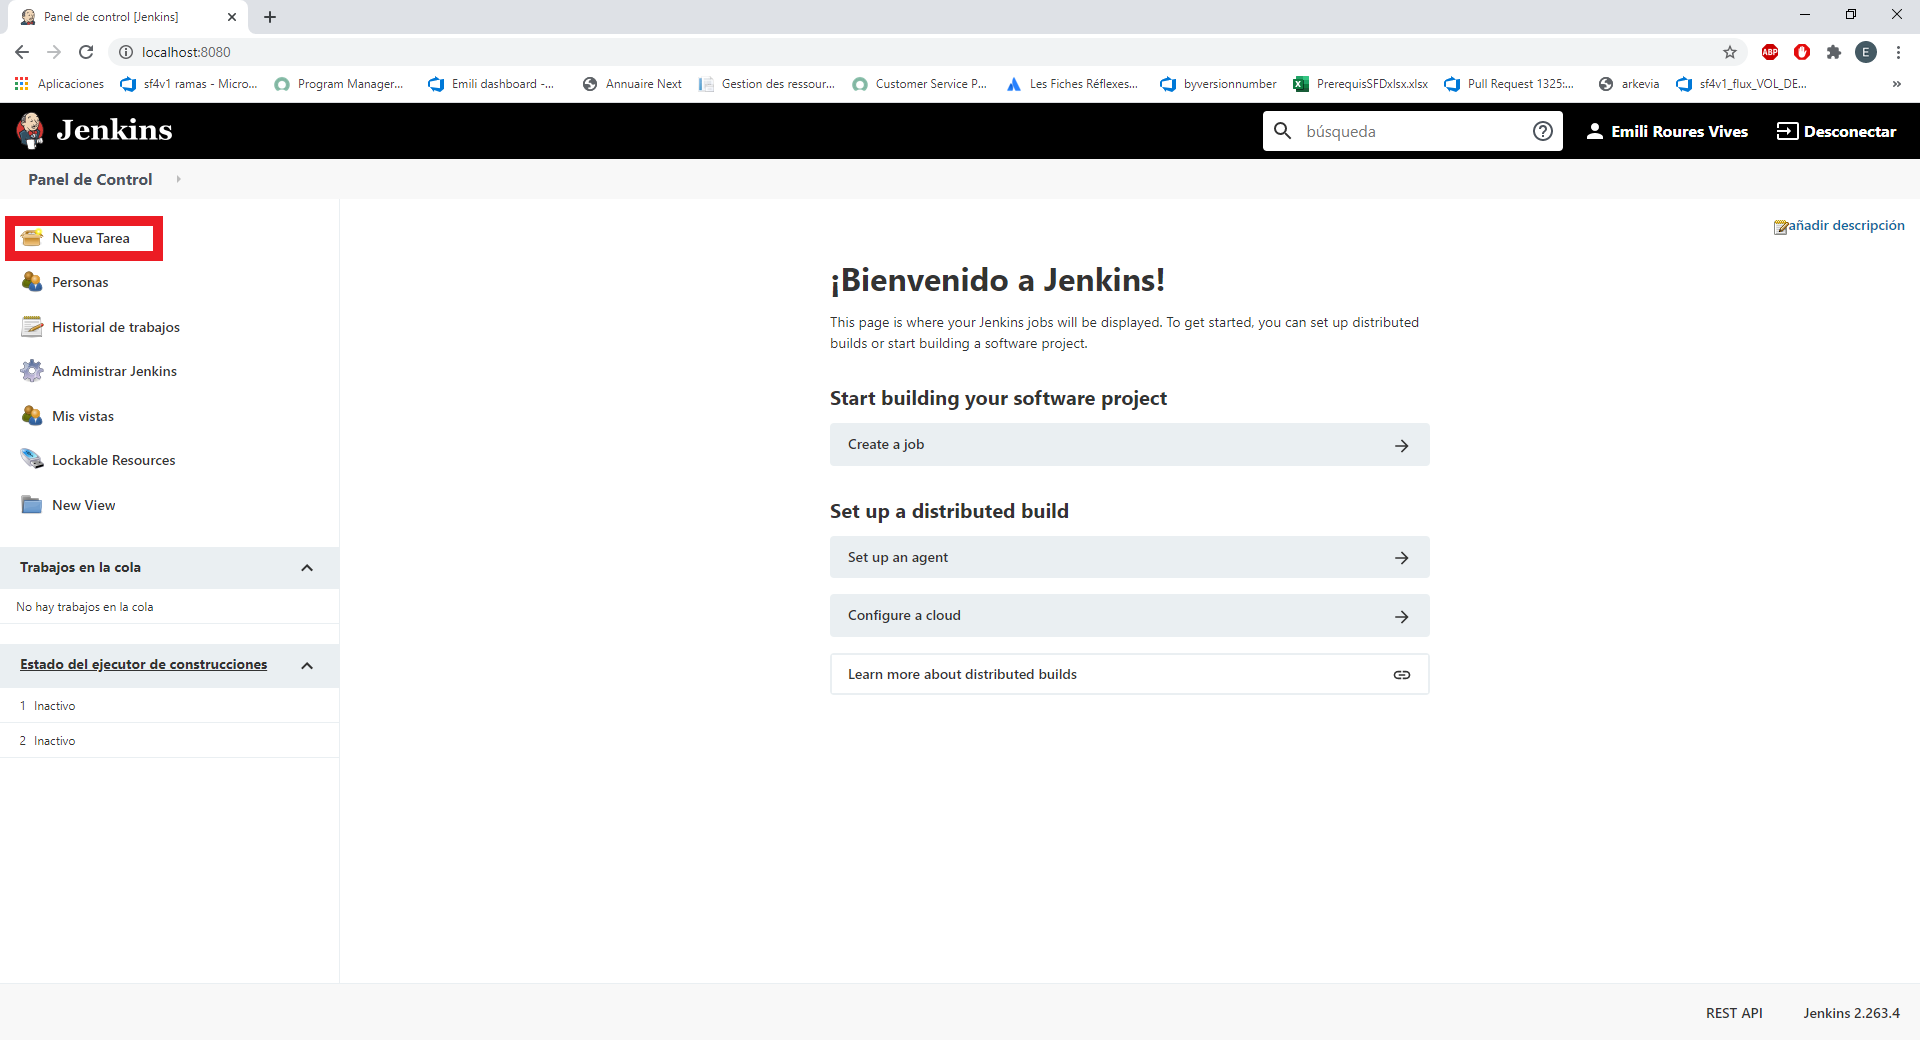 Panel de control [Jenkins]
localhost:8080
ABP
E
Aplicaciones
sf4v1 ramas - Micro...
Program Manager...
Emili dashboard -...
Annuaire Next
Gestion des ressour...
Customer Service P...
Les Fiches Réflexes...
byversionnumber
PrerequisSFDxlsx.xlsx
Pull Request 1325:...
arkevia
sf4v1_flux_VOL_DE...
Jenkins
búsqueda
Emili Roures Vives
Desconectar
Panel de Control
Nueva Tarea
Personas
Historial de trabajos
Administrar Jenkins
Mis vistas
Lockable Resources
New View
Trabajos en la cola
No hay trabajos en la cola
Estado del ejecutor de construcciones
1 Inactivo
2 Inactivo
añadir descripción
¡Bienvenido a Jenkins!
This page is where your Jenkins jobs will be displayed. To get started, you can set up distributed
builds or start building a software project.
Start building your software project
Create a job
Set up a distributed build
Set up an agent
Configure a cloud
Learn more about distributed builds
REST API
Jenkins 2.263.4